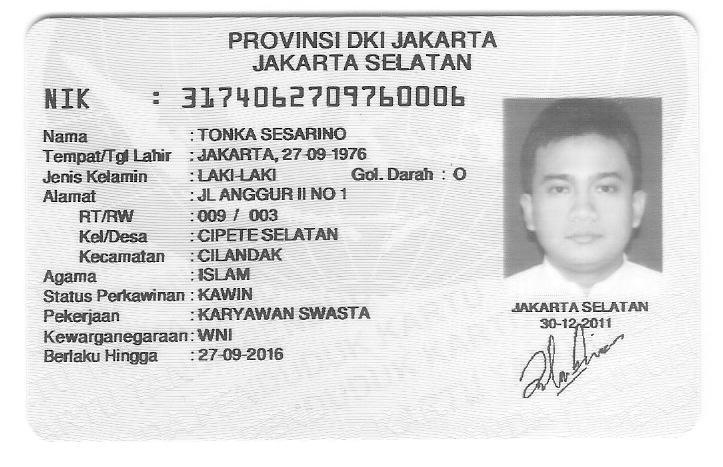 PROVINSI DKI JAKARTA
JAKARTA SELATAN
NIK : 3174062709760006
Nama : TONKA SESARINO
Tempat/Tgl Lahir : JAKARTA, 27-09-1976
Jenis Kelamin : LAKI-LAKI Gol. Darah : O
Alamat : JL ANGGUR II NO 1
RT/RW : 009 / 003
Kel/Desa : CIPETE SELATAN
Kecamatan : CILANDAK
Agama : ISLAM
Status Perkawinan : KAWIN
Pekerjaan : KARYAWAN SWASTA
Kewarganegaraan : WNI
Berlaku Hingga : 27-09-2016
JAKARTA SELATAN
30-12-2011